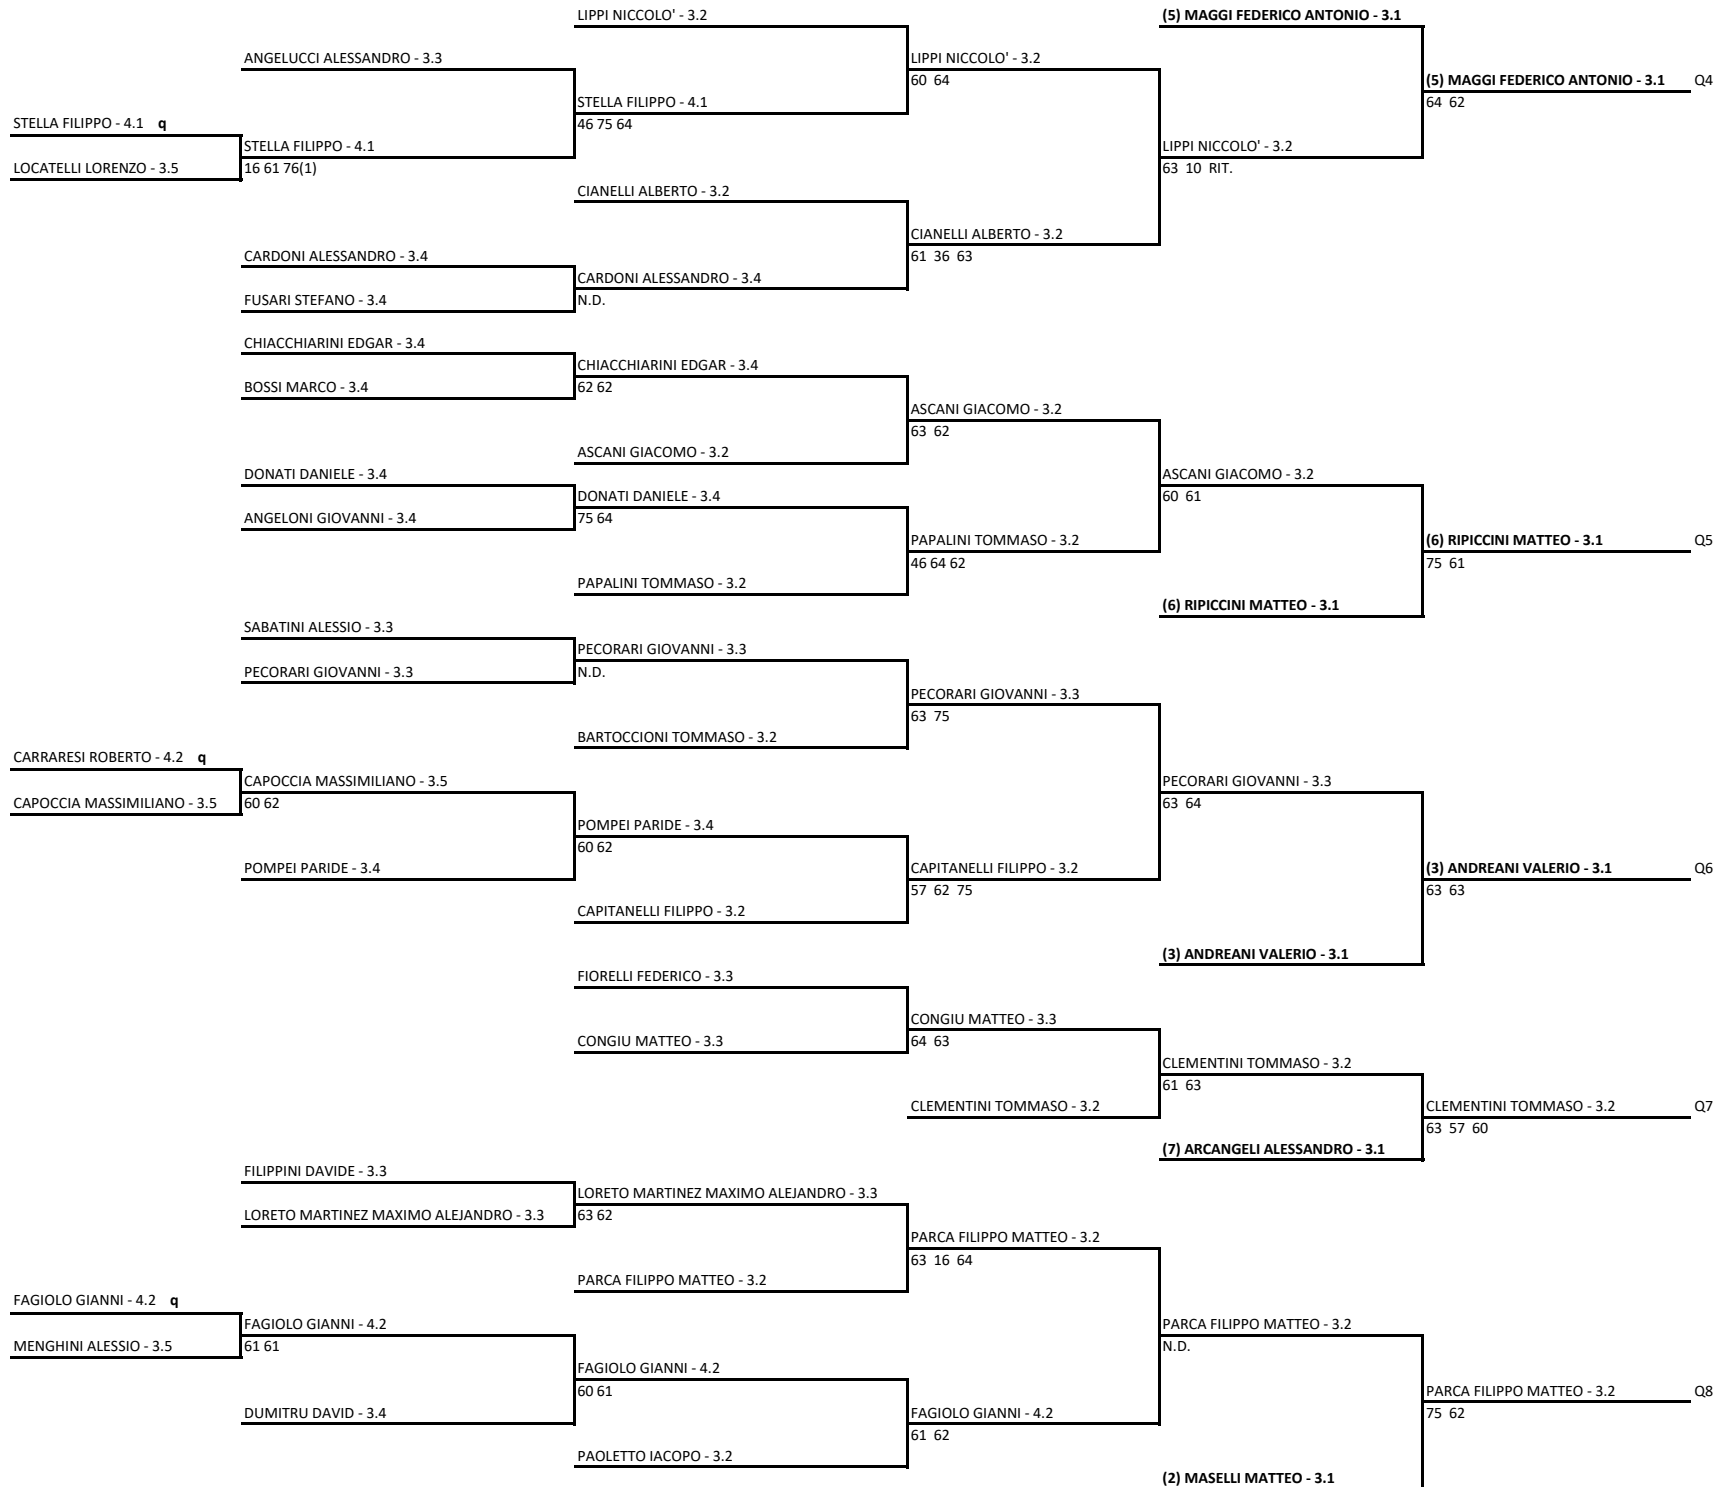 LIPPI NICCOLO' - 3.2
(5) MAGGI FEDERICO ANTONIO - 3.1
ANGELUCCI ALESSANDRO - 3.3
LIPPI NICCOLO' - 3.2
60 64
(5) MAGGI FEDERICO ANTONIO - 3.1 Q4
64 62
STELLA FILIPPO - 4.1
46 75 64
STELLA FILIPPO - 4.1 q
STELLA FILIPPO - 4.1
16 61 76(1)
LIPPI NICCOLO' - 3.2
63 10 RIT.
LOCATELLI LORENZO - 3.5
CIANELLI ALBERTO - 3.2
CIANELLI ALBERTO - 3.2
61 36 63
CARDONI ALESSANDRO - 3.4
CARDONI ALESSANDRO - 3.4
N.D.
FUSARI STEFANO - 3.4
CHIACCHIARINI EDGAR - 3.4
CHIACCHIARINI EDGAR - 3.4
62 62
BOSSI MARCO - 3.4
ASCANI GIACOMO - 3.2
63 62
ASCANI GIACOMO - 3.2
DONATI DANIELE - 3.4
ASCANI GIACOMO - 3.2
60 61
DONATI DANIELE - 3.4
75 64
ANGELONI GIOVANNI - 3.4
PAPALINI TOMMASO - 3.2
46 64 62
(6) RIPICCINI MATTEO - 3.1 Q5
75 61
PAPALINI TOMMASO - 3.2
(6) RIPICCINI MATTEO - 3.1
SABATINI ALESSIO - 3.3
PECORARI GIOVANNI - 3.3
N.D.
PECORARI GIOVANNI - 3.3
PECORARI GIOVANNI - 3.3
63 75
BARTOCCIONI TOMMASO - 3.2
CARRARESI ROBERTO - 4.2 q
CAPOCCIA MASSIMILIANO - 3.5
60 62
PECORARI GIOVANNI - 3.3
63 64
CAPOCCIA MASSIMILIANO - 3.5
POMPEI PARIDE - 3.4
60 62
POMPEI PARIDE - 3.4
CAPITANELLI FILIPPO - 3.2
57 62 75
(3) ANDREANI VALERIO - 3.1 Q6
63 63
CAPITANELLI FILIPPO - 3.2
(3) ANDREANI VALERIO - 3.1
FIORELLI FEDERICO - 3.3
CONGIU MATTEO - 3.3
64 63
CONGIU MATTEO - 3.3
CLEMENTINI TOMMASO - 3.2
61 63
CLEMENTINI TOMMASO - 3.2
CLEMENTINI TOMMASO - 3.2 Q7
63 57 60
(7) ARCANGELI ALESSANDRO - 3.1
FILIPPINI DAVIDE - 3.3
LORETO MARTINEZ MAXIMO ALEJANDRO - 3.3
63 62
LORETO MARTINEZ MAXIMO ALEJANDRO - 3.3
PARCA FILIPPO MATTEO - 3.2
63 16 64
PARCA FILIPPO MATTEO - 3.2
FAGIOLO GIANNI - 4.2 q
FAGIOLO GIANNI - 4.2
61 61
PARCA FILIPPO MATTEO - 3.2
N.D.
MENGHINI ALESSIO - 3.5
FAGIOLO GIANNI - 4.2
60 61
PARCA FILIPPO MATTEO - 3.2 Q8
75 62
DUMITRU DAVID - 3.4
FAGIOLO GIANNI - 4.2
61 62
PAOLETTO IACOPO - 3.2
(2) MASELLI MATTEO - 3.1